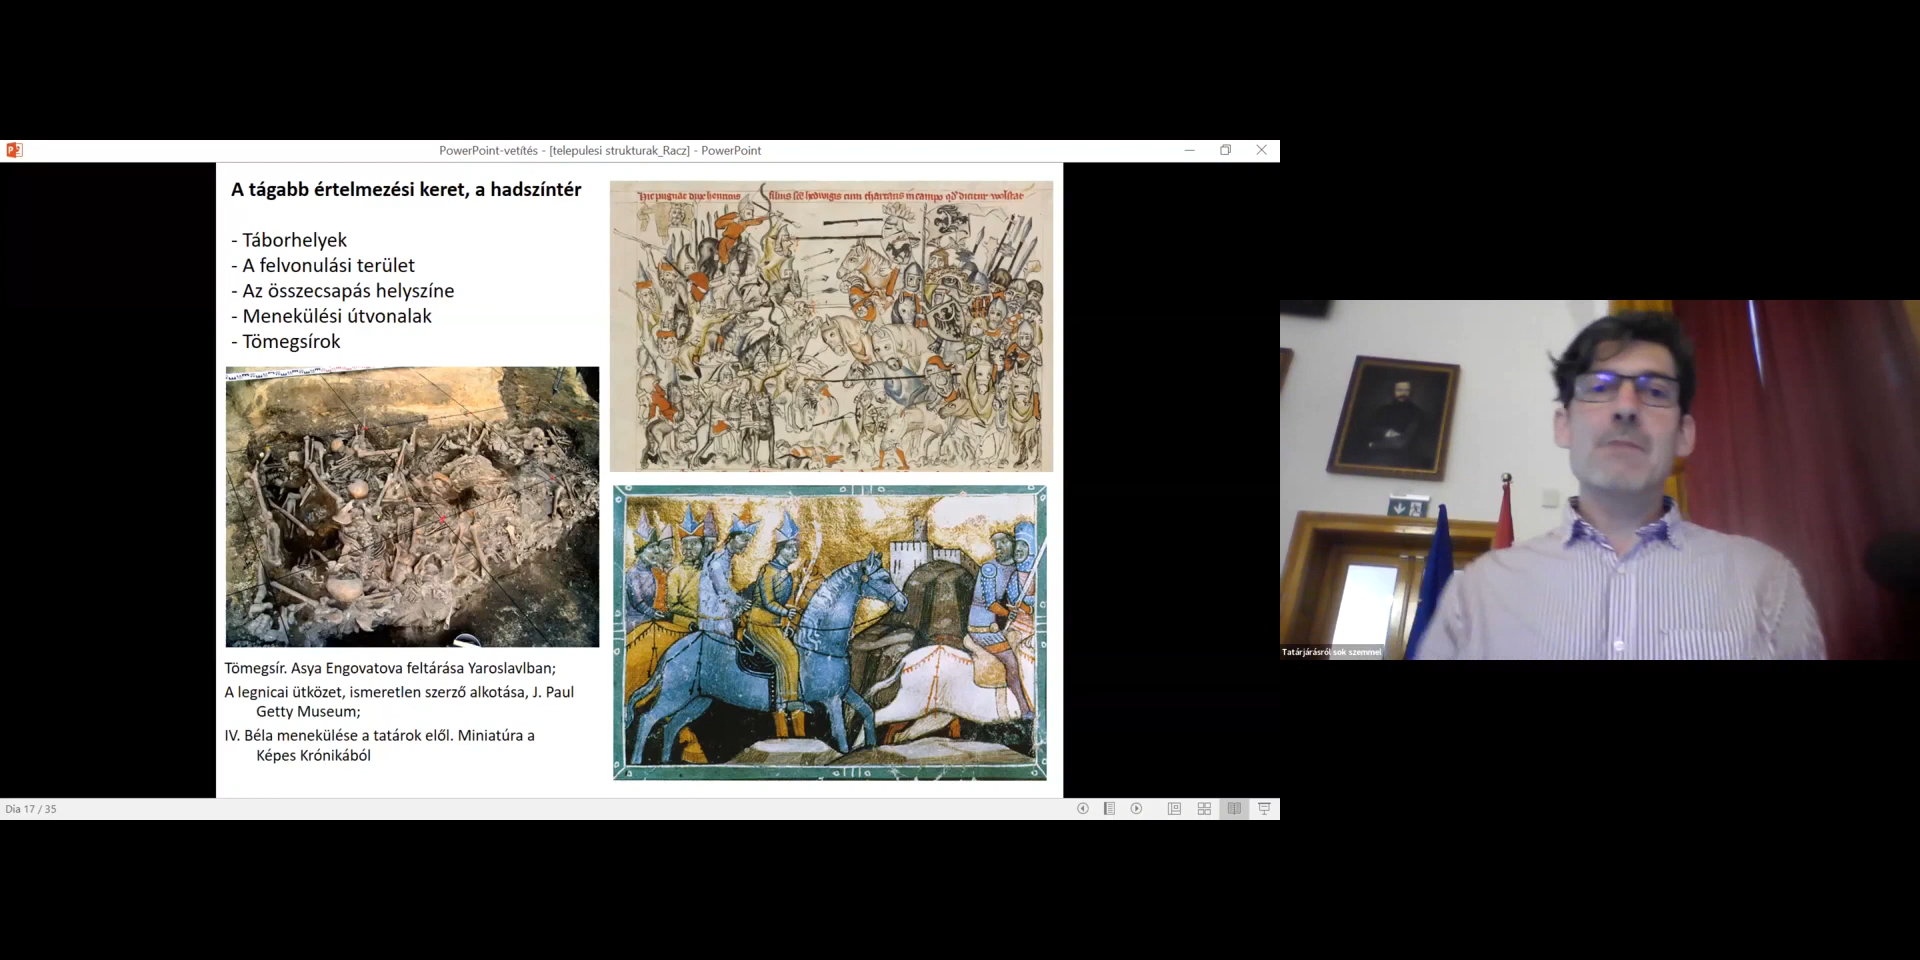 PowerPoint-vetítés - [telepulesi strukturak_Racz] - PowerPoint
A tágabb értelmezési keret, a hadszíntér
- Táborhelyek
- A felvonulási terület
- Az összecsapás helyszíne
- Menekülési útvonalak
- Tömegsírok
Tömegsír. Asya Engovatova feltárása Yaroslavlban;
A legnicai ütközet, ismeretlen szerző alkotása, J. Paul
Getty Museum;
IV. Béla menekülése a tatárok elől. Miniatúra a
Képes Krónikából
Dia 17 / 35
Tatárjárásról sok szemmel